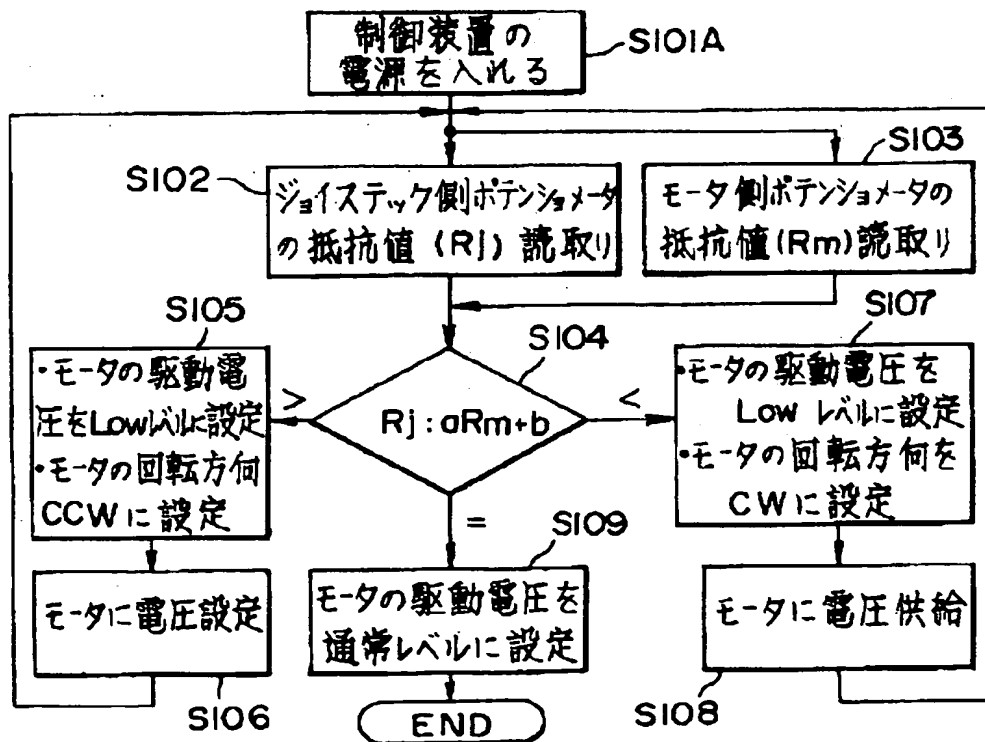 制御装置の
電源を入れる
S101A
S102
ジョイステック側ポテンショメータ
の抵抗値(Rj)読取り
S103
モータ側ポテンショメータの
抵抗値(Rm)読取り
S104
Rj:aRm+b
>
<
=
S105
・モータの駆動電
圧をLowレベルに設定
・モータの回転方向
CCWに設定
S107
・モータの駆動電圧を
Low レベルに設定
・モータの回転方向を
CWに設定
モータに電圧設定
S106
S109
モータの駆動電圧を
通常レベルに設定
モータに電圧供給
S108
END